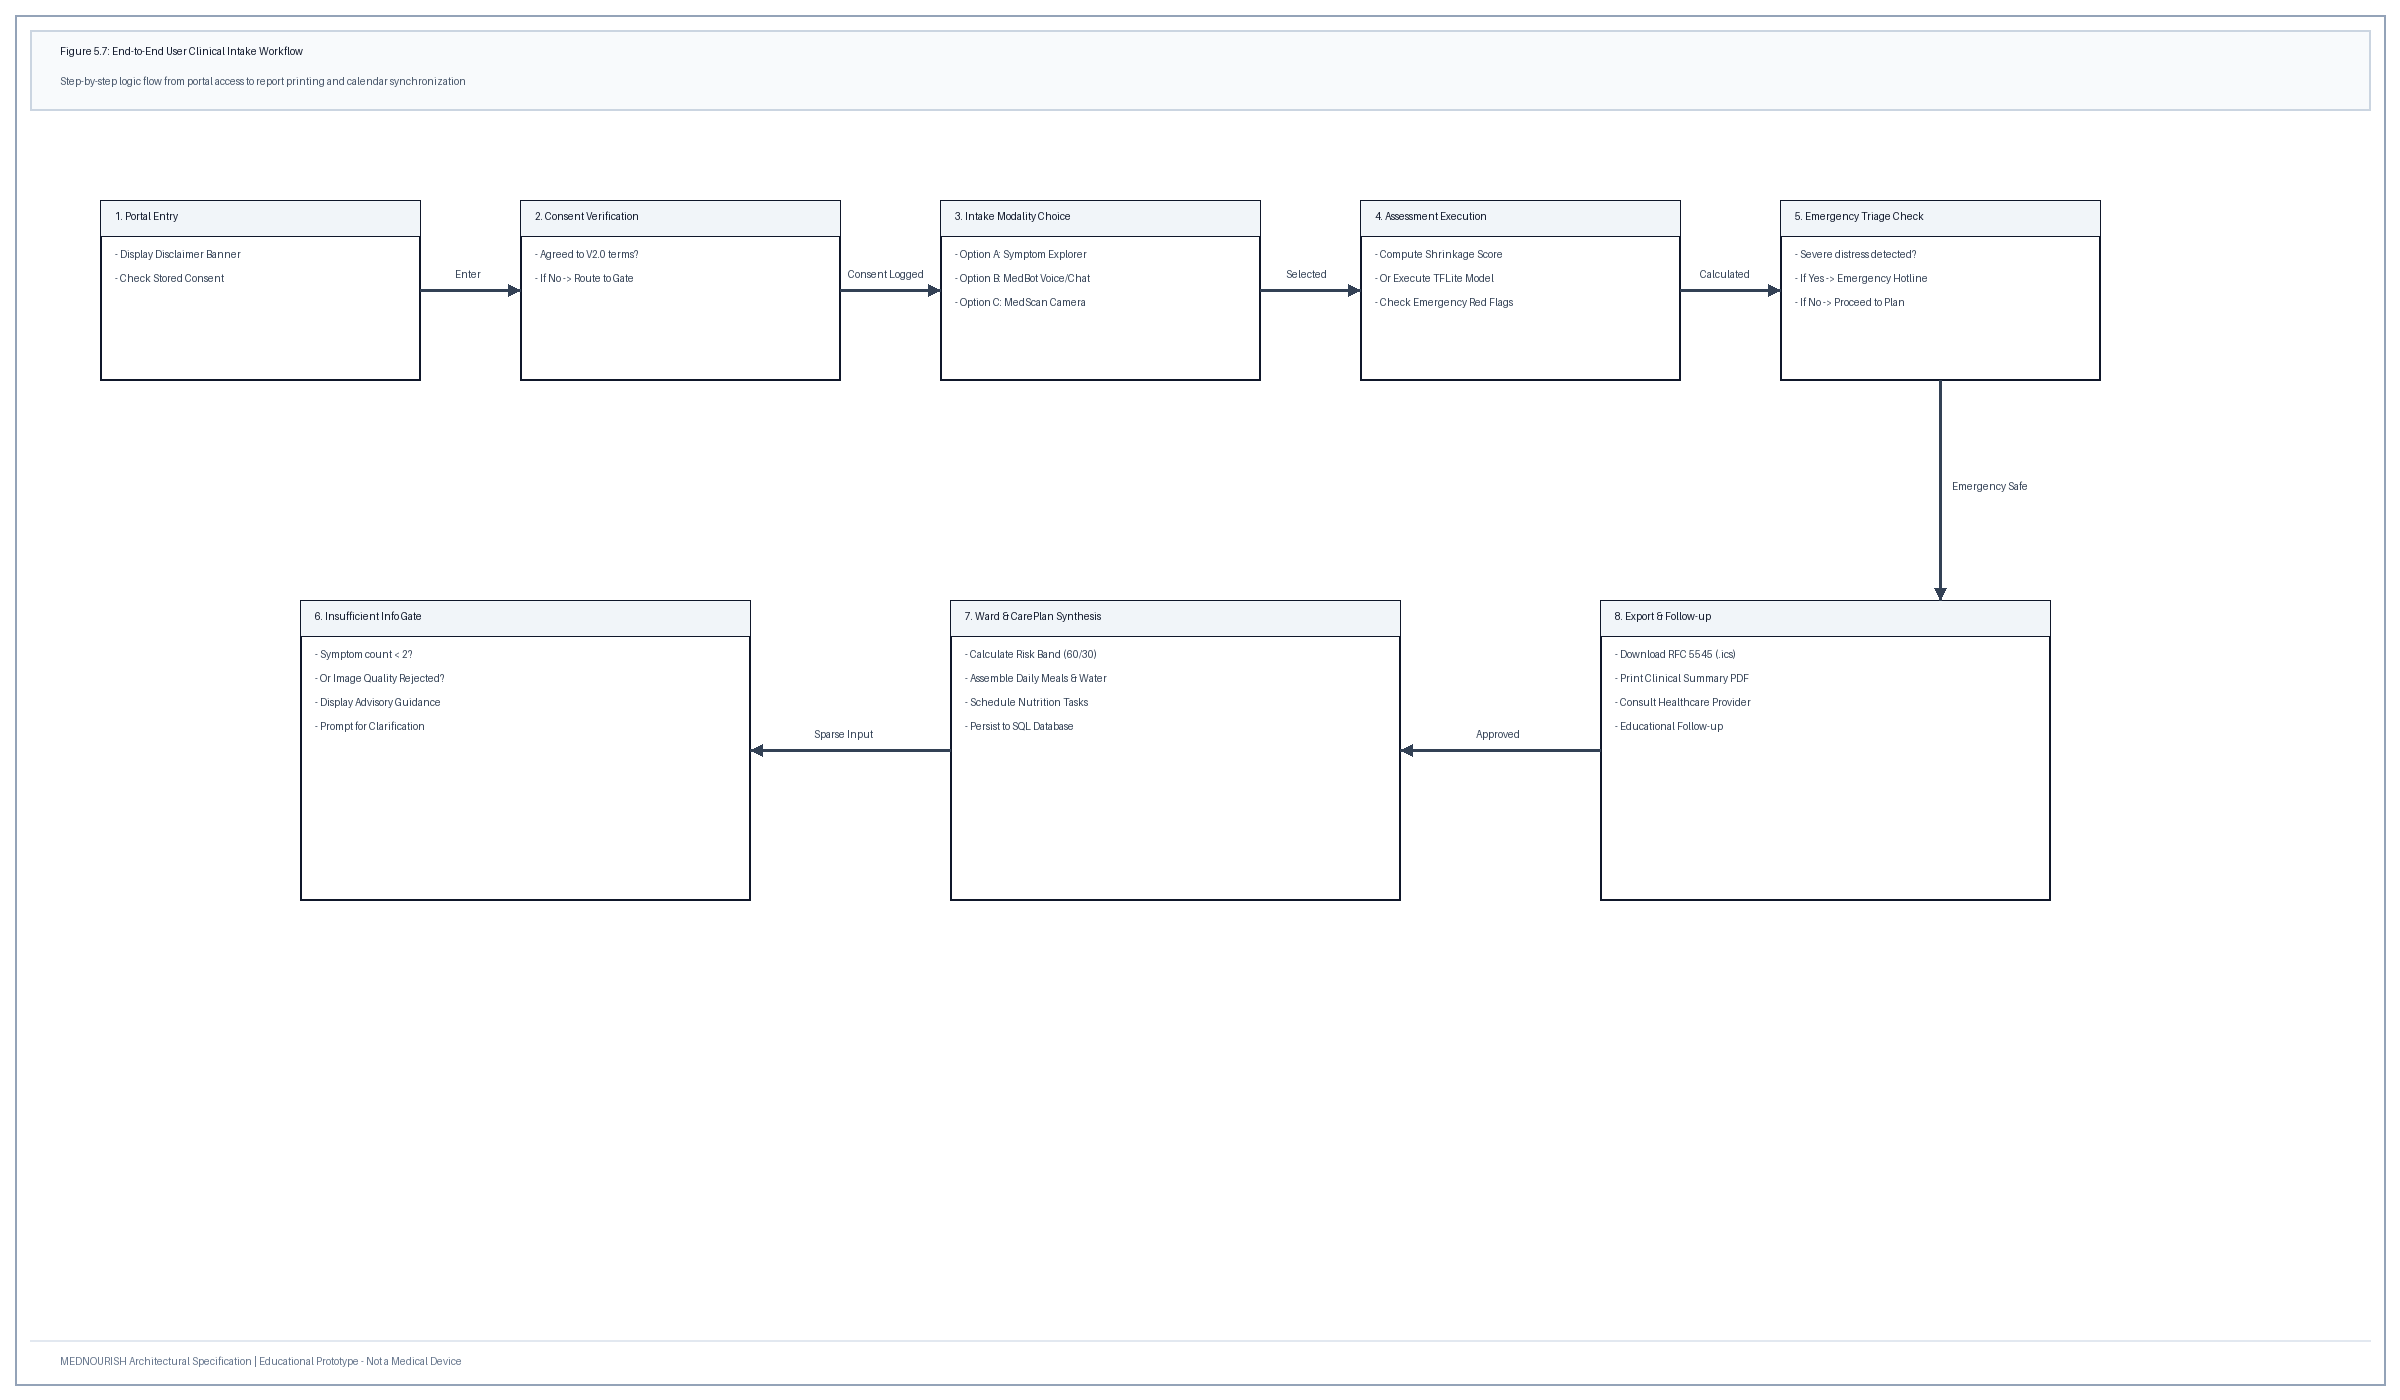 Figure 5.7: End-to-End User Clinical Intake Workflow
Step-by-step logic flow from portal access to report printing and calendar synchronization
1. Portal Entry
- Display Disclaimer Banner
- Check Stored Consent
Enter
2. Consent Verification
- Agreed to V2.0 terms?
- If No -> Route to Gate
Consent Logged
3. Intake Modality Choice
- Option A: Symptom Explorer
- Option B: MedBot Voice/Chat
- Option C: MedScan Camera
Selected
4. Assessment Execution
- Compute Shrinkage Score
- Or Execute TFLite Model
- Check Emergency Red Flags
Calculated
5. Emergency Triage Check
- Severe distress detected?
- If Yes -> Emergency Hotline
- If No -> Proceed to Plan
Emergency Safe
6. Insufficient Info Gate
- Symptom count < 2?
- Or Image Quality Rejected?
- Display Advisory Guidance
- Prompt for Clarification
Sparse Input
7. Ward & CarePlan Synthesis
- Calculate Risk Band (60/30)
- Assemble Daily Meals & Water
- Schedule Nutrition Tasks
- Persist to SQL Database
Approved
8. Export & Follow-up
- Download RFC 5545 (.ics)
- Print Clinical Summary PDF
- Consult Healthcare Provider
- Educational Follow-up
MEDNOURISH Architectural Specification | Educational Prototype - Not a Medical Device